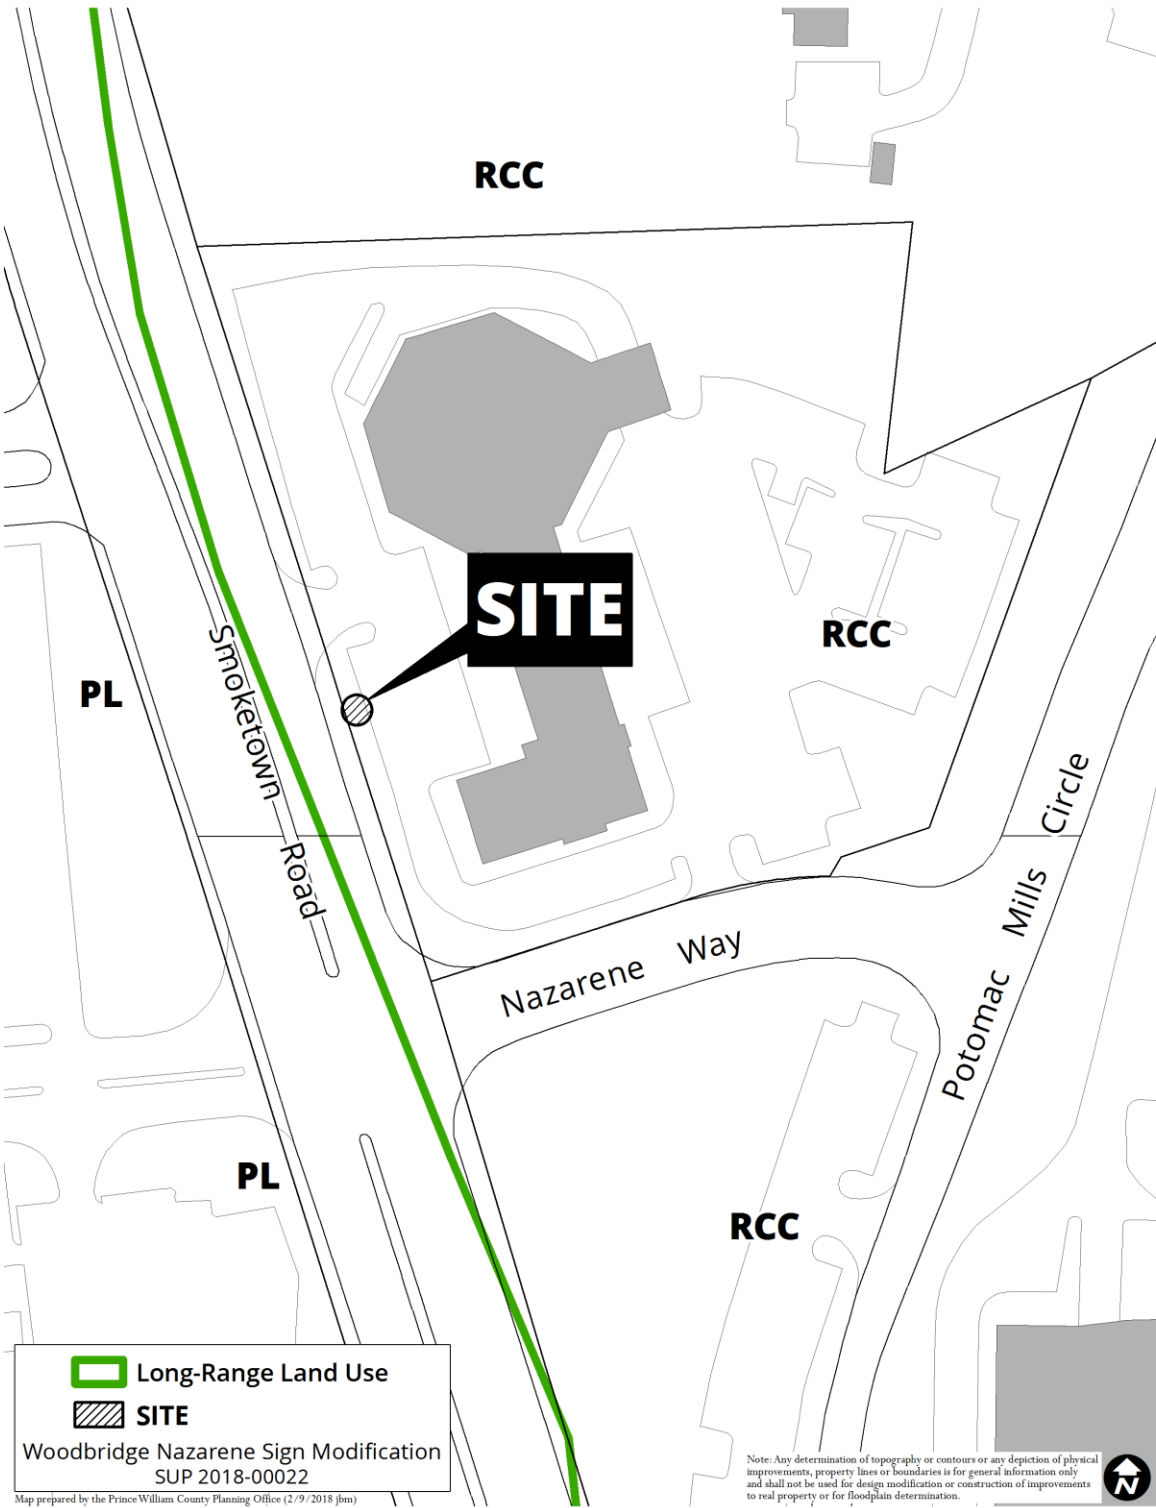 RCC
SITE
RCC
PL
Smoketown Road
Potomac Mills Circle
Nazarene Way
PL
RCC
Long-Range Land Use
SITE
Woodbridge Nazarene Sign Modification
SUP 2018-00022
Map prepared by the Prince William County Planning Office (2/9/2018 jbm)
Note: Any determination of topography or contours or any depiction of physical
improvements, property lines or boundaries is for general information only
and shall not be used for design modification or construction of improvements
to real property or for floodplain determination.
N